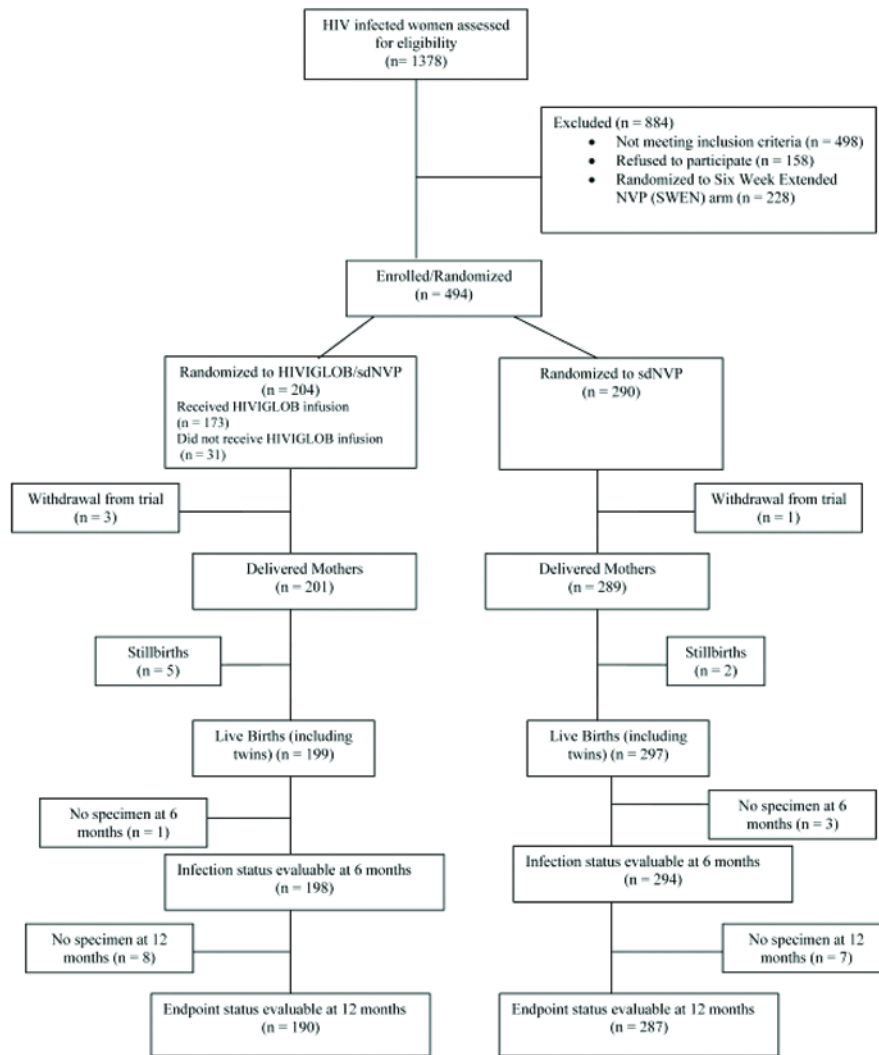 HIV infected women assessed
for eligibility
(n= 1378)
Excluded (n = 884)
• Not meeting inclusion criteria (n = 498)
• Refused to participate (n = 158)
• Randomized to Six Week Extended
NVP (SWEN) arm (n = 228)
Enrolled/Randomized
(n = 494)
Randomized to HIVIGLOB/sdNVP
(n = 204)
Received HIVIGLOB infusion
(n = 173)
Did not receive HIVIGLOB infusion
(n = 31)
Randomized to sdNVP
(n = 290)
Withdrawal from trial
(n = 3)
Withdrawal from trial
(n = 1)
Delivered Mothers
(n = 201)
Delivered Mothers
(n = 289)
Stillbirths
(n = 5)
Stillbirths
(n = 2)
Live Births (including
twins) (n = 199)
Live Births (including
twins) (n = 297)
No specimen at 6
months (n = 1)
No specimen at 6
months (n = 3)
Infection status evaluable at 6 months
(n = 198)
Infection status evaluable at 6 months
(n = 294)
No specimen at 12
months (n = 8)
No specimen at 12
months (n = 7)
Endpoint status evaluable at 12 months
(n = 190)
Endpoint status evaluable at 12 months
(n = 287)